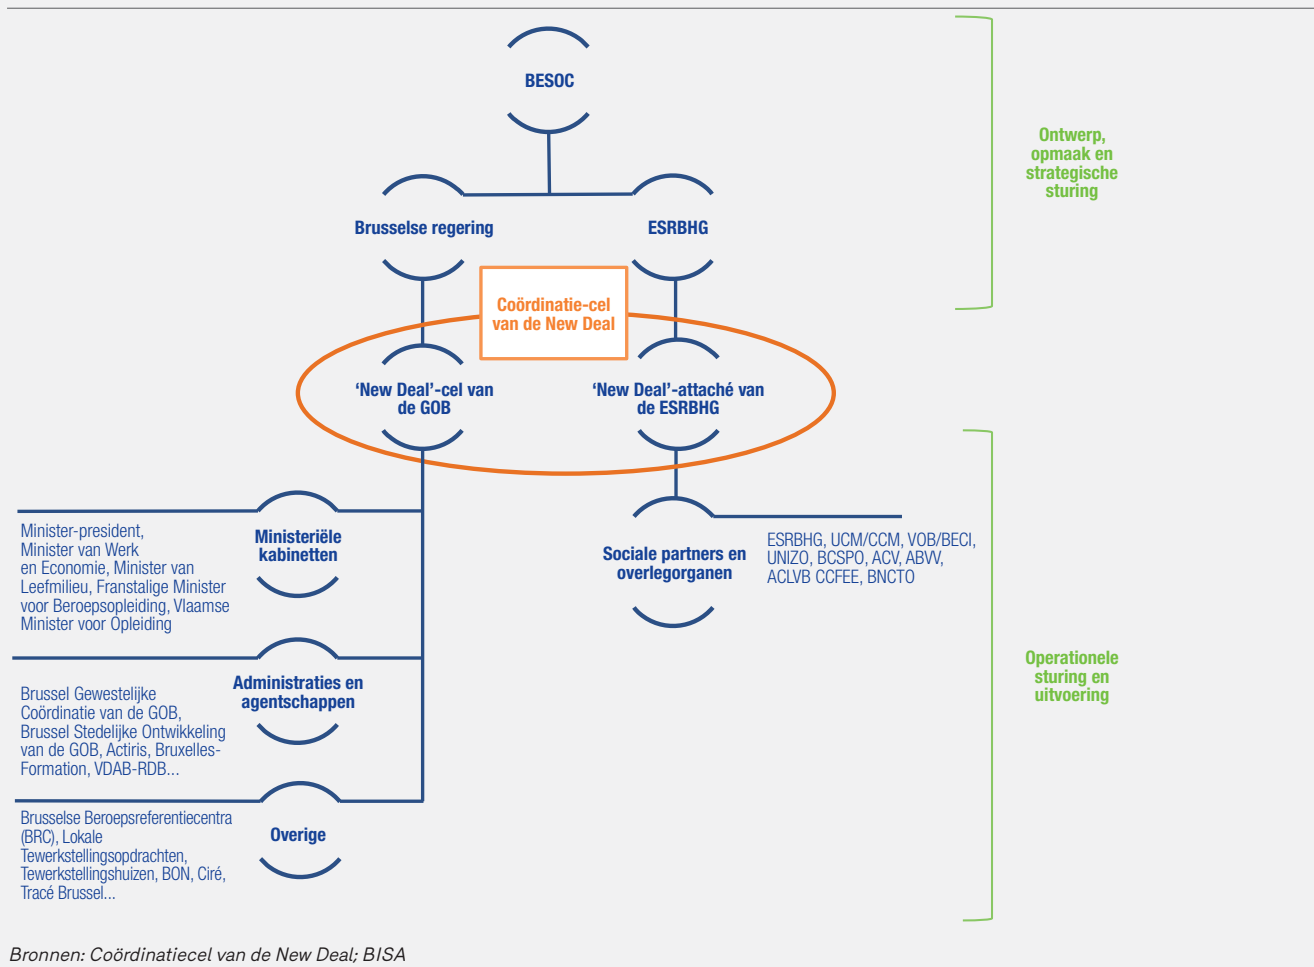 BESOC
Ontwerp,
opmaak en
strategische
sturing
Brusselse regering
ESRBHG
Coördinatie-cel
van de New Deal
‘New Deal’-cel van
de GOB
‘New Deal’-attaché van
de ESRBHG
Minister-president,
Minister van Werk
en Economie, Minister van
Leefmilieu, Franstalige Minister
voor Beroepsopleiding, Vlaamse
Minister voor Opleiding
Ministeriële
kabinetten
Sociale partners en
overlegorganen
ESRBHG, UCM/CCM, VOB/BECI,
UNIZO, BCSPO, ACV, ABVV,
ACLVB CCFEE, BNCTO
Brussel Gewestelijke
Coördinatie van de GOB,
Brussel Stedelijke Ontwikkeling
van de GOB, Actiris, Bruxelles-
Formation, VDAB-RDB...
Administraties en
agentschappen
Operationele
sturing en
uitvoering
Brusselse Beroepsreferentiecentra
(BRC), Lokale
Tewerkstellingsopdrachten,
Tewerkstellingshuizen, BON, Ciré,
Tracé Brussel...
Overige
Bronnen: Coördinatiecel van de New Deal; BISA